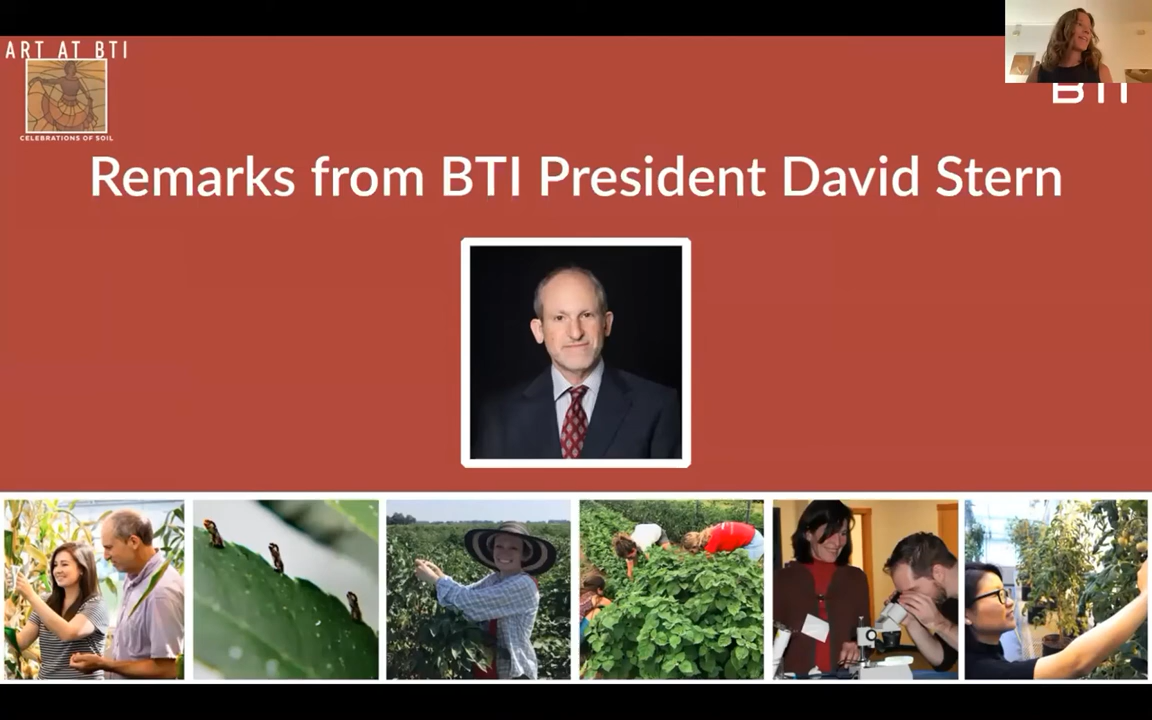 ART AT BTI
CELEBRATIONS OF SOIL
BTI
Remarks from BTI President David Stern